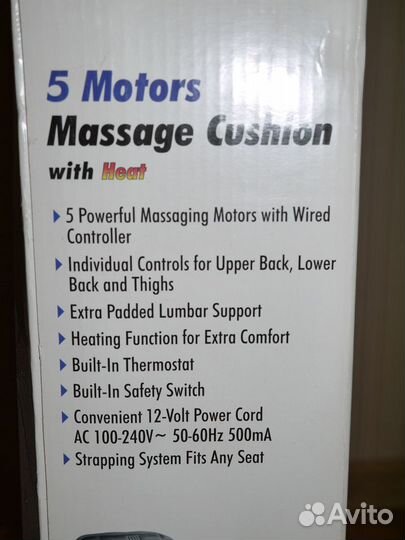 5 Motors
Massage Cushion
with Heat
5 Powerful Massaging Motors with Wired
Controller
Individual Controls for Upper Back, Lower
Back and Thighs
Extra Padded Lumbar Support
Heating Function for Extra Comfort
Built-In Thermostat
Built-In Safety Switch
Convenient 12-Volt Power Cord
AC 100-240V~ 50-60Hz 500mA
Strapping System Fits Any Seat
Avito